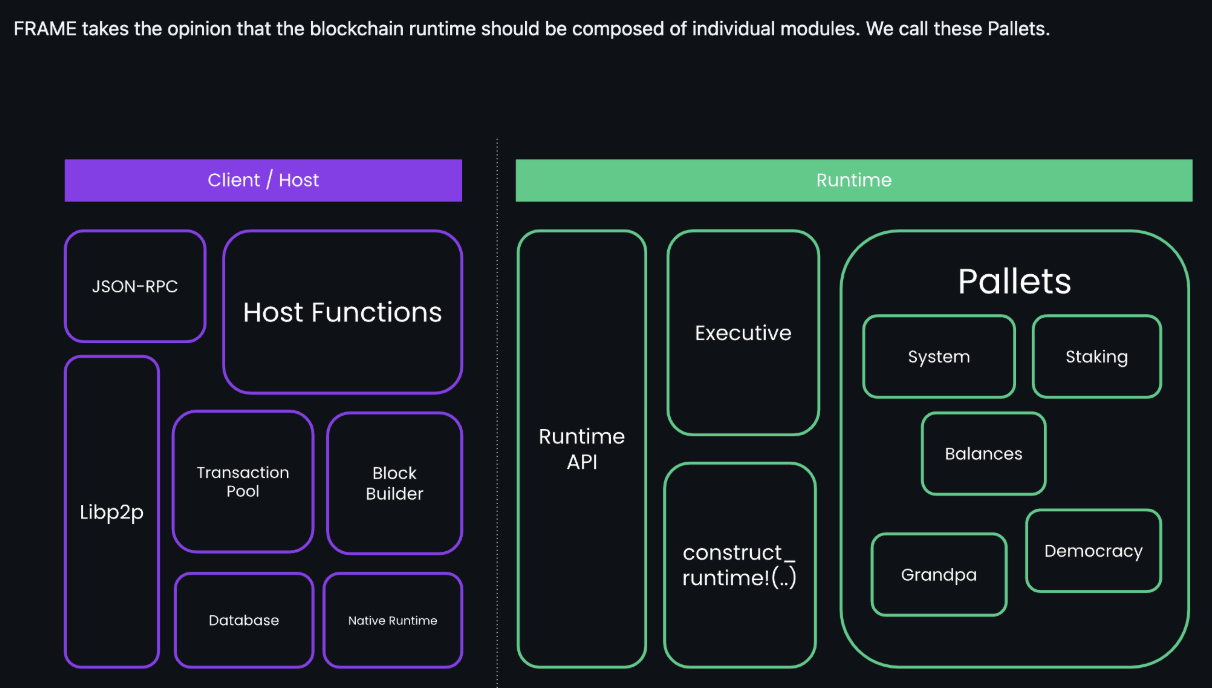 FRAME takes the opinion that the blockchain runtime should be composed of individual modules. We call these Pallets.
Client / Host
Runtime
JSON-RPC
Host Functions
Libp2p
Transaction
Pool
Block
Builder
Database
Native Runtime
Runtime
API
Executive
construct_
runtime!(..)
Pallets
System
Staking
Balances
Democracy
Grandpa